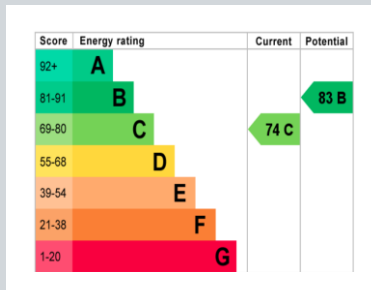 Score Energy rating Current Potential
92+ A
81-91 B 83 B
69-80 C 74 C
55-68 D
39-54 E
21-38 F
1-20 G